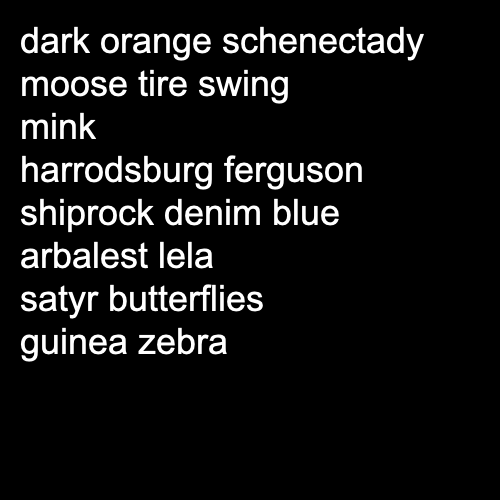 dark orange schenectady
moose tire swing
mink
harrodsburg ferguson
shiprock denim blue
arbalest lela
satyr butterflies
guinea zebra